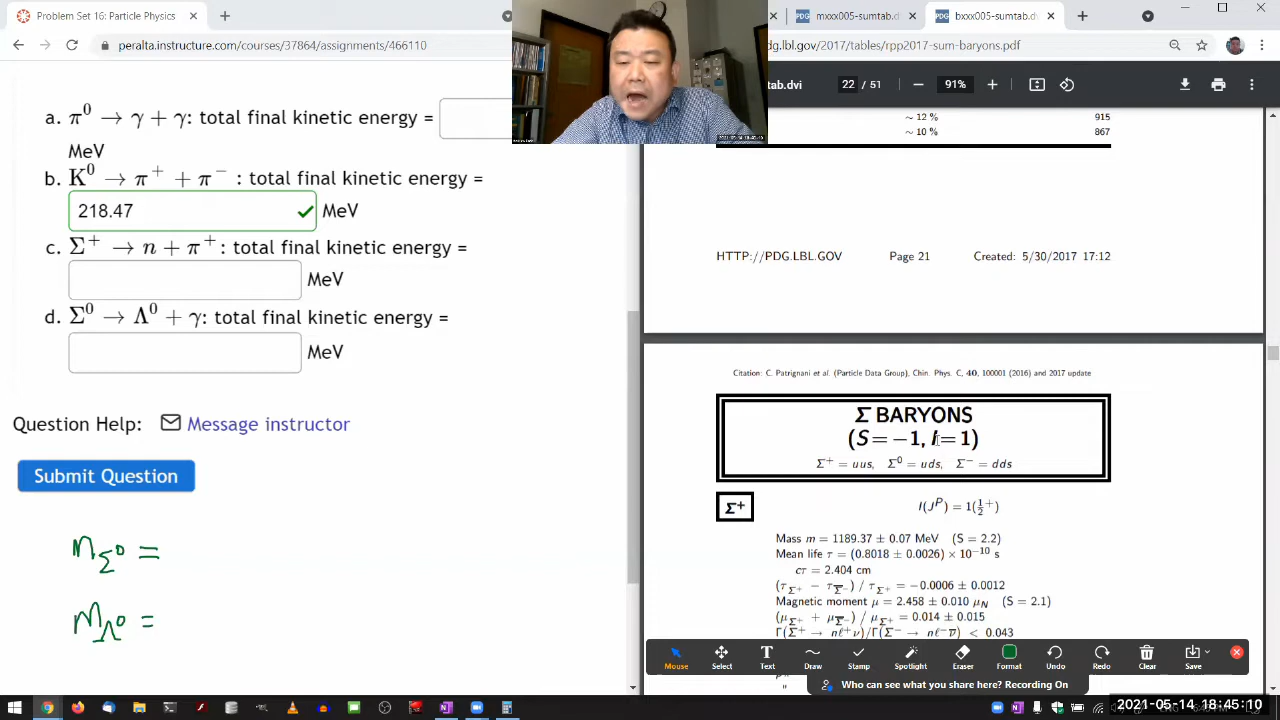 Problem Set 16: Particle Physics
mxxx005-sumtab.dvi
bxxx005-sumtab.dvi
peralta.instructure.com/courses/37864/assignments/466110
dg.lbl.gov/2017/tables/rpp2017-sum-baryons.pdf
tab.dvi
22 / 51
91%
a. π⁰ → γ + γ: total final kinetic energy =
MeV
b. K⁰ → π⁺ + π⁻ : total final kinetic energy =
218.47 MeV
c. Σ⁺ → n + π⁺: total final kinetic energy =
MeV
d. Σ⁰ → Λ⁰ + γ: total final kinetic energy =
MeV
Question Help: Message instructor
Submit Question
m_Σ⁰ =
m_Λ⁰ =
∼ 12 % 915
∼ 10 % 867
HTTP://PDG.LBL.GOV Page 21 Created: 5/30/2017 17:12
Citation: C. Patrignani et al. (Particle Data Group), Chin. Phys. C, 40, 100001 (2016) and 2017 update
Σ BARYONS
(S = −1, I = 1)
Σ⁺ = uus, Σ⁰ = uds, Σ⁻ = dds
Σ⁺
I(J^P) = 1(½⁺)
Mass m = 1189.37 ± 0.07 MeV (S = 2.2)
Mean life τ = (0.8018 ± 0.0026) × 10⁻¹⁰ s
cτ = 2.404 cm
(τ_Σ⁺ − τ_Σ̄⁻) / τ_Σ⁺ = −0.0006 ± 0.0012
Magnetic moment μ = 2.458 ± 0.010 μ_N (S = 2.1)
(μ_Σ⁺ + μ_Σ̄⁻) / μ_Σ⁺ = 0.014 ± 0.015
Γ(Σ⁺ → nℓ⁺ν)/Γ(Σ⁻ → nℓ⁻ν̄) < 0.043
Mouse Select Text Draw Stamp Spotlight Eraser Format Undo Redo Clear Save
Who can see what you share here? Recording On
2021-05-14 18:45:10